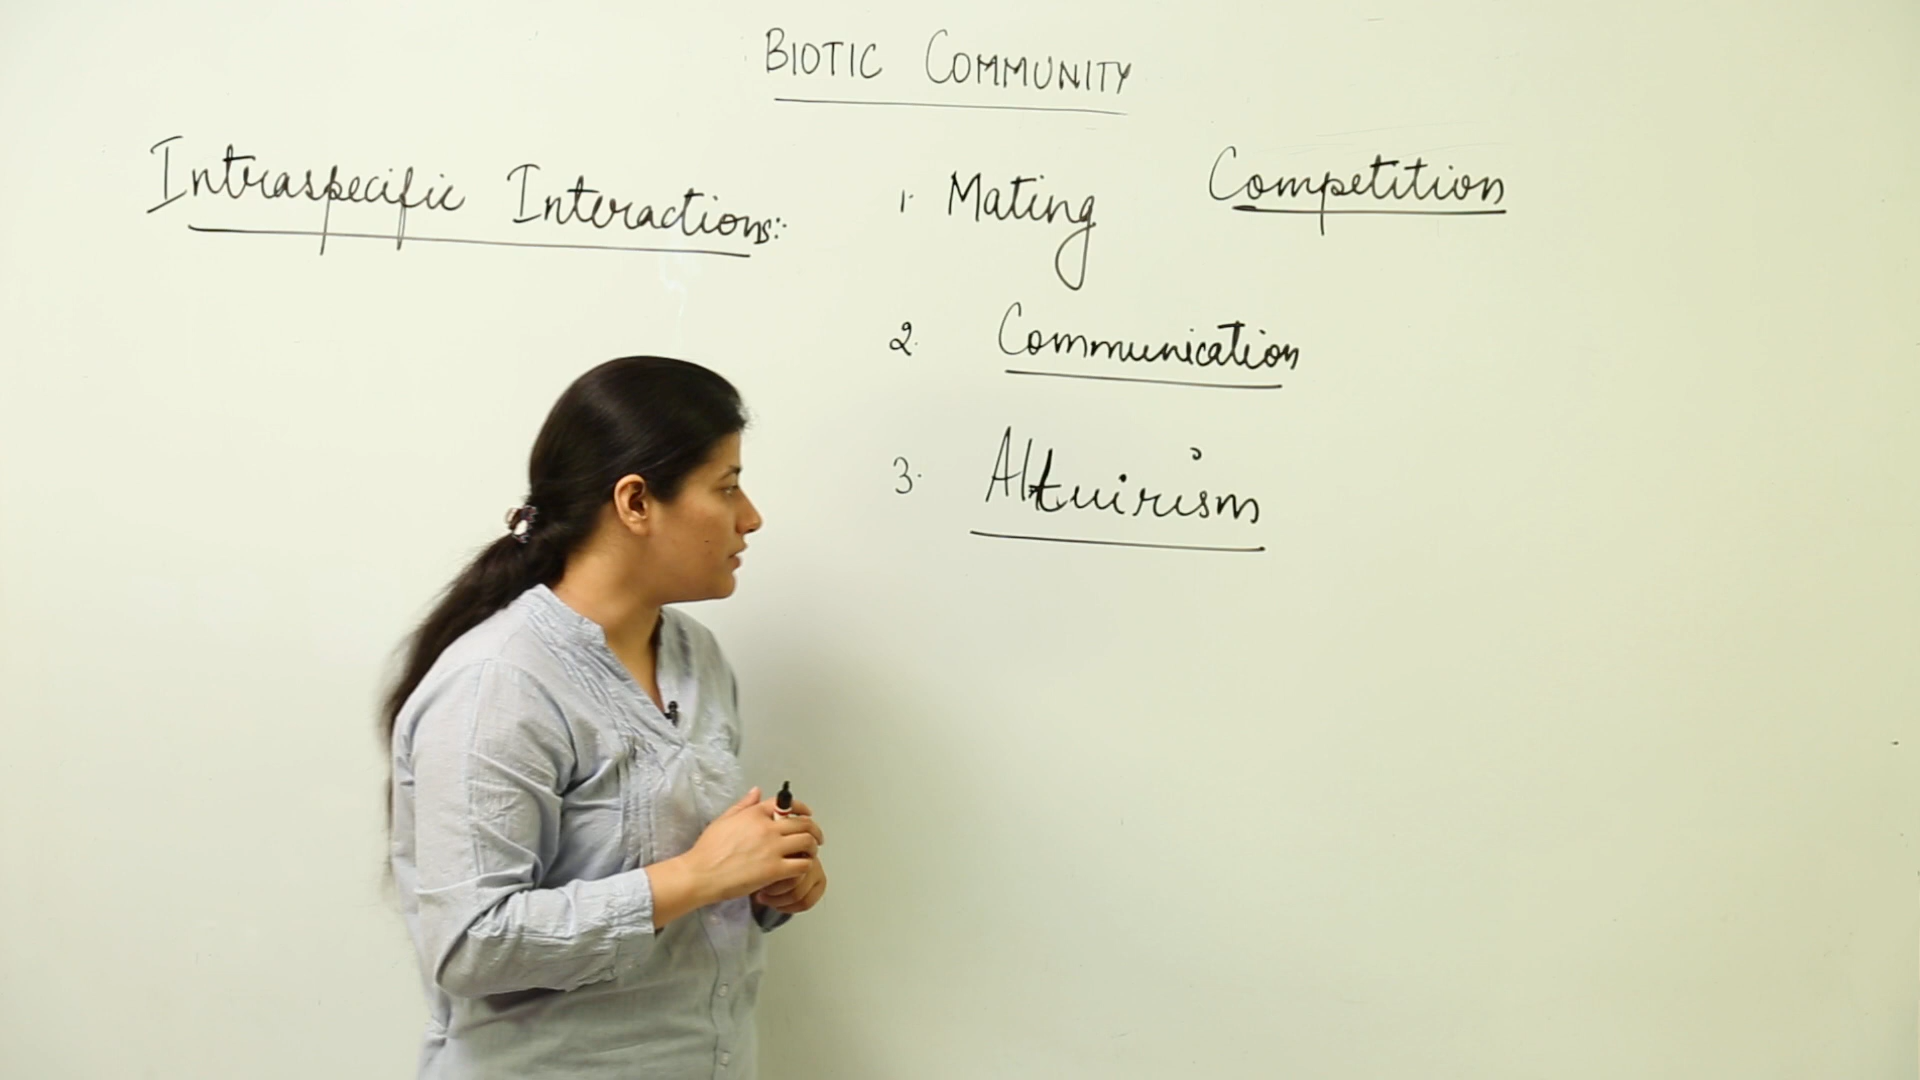 BIOTIC COMMUNITY
Intraspecific Interactions:-
1. Mating Competition
2. Communication
3. Altuirism